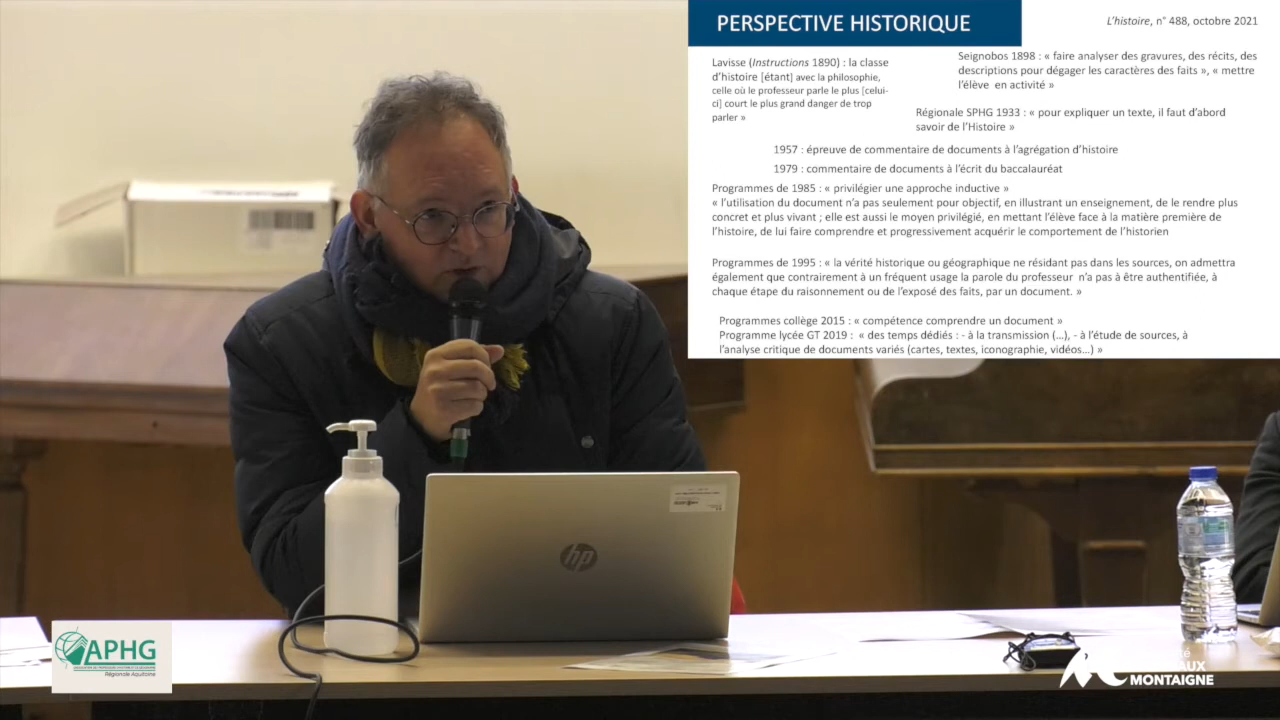 PERSPECTIVE HISTORIQUE
L'histoire, n° 488, octobre 2021
Lavisse (Instructions 1890) : la classe
d'histoire [étant] avec la philosophie,
celle où le professeur parle le plus [celui-
ci] court le plus grand danger de trop
parler »
Seignobos 1898 : « faire analyser des gravures, des récits, des
descriptions pour dégager les caractères des faits », « mettre
l'élève en activité »
Régionale SPHG 1933 : « pour expliquer un texte, il faut d'abord
savoir de l'Histoire »
1957 : épreuve de commentaire de documents à l'agrégation d'histoire
1979 : commentaire de documents à l'écrit du baccalauréat
Programmes de 1985 : « privilégier une approche inductive »
« l'utilisation du document n'a pas seulement pour objectif, en illustrant un enseignement, de le rendre plus
concret et plus vivant ; elle est aussi le moyen privilégié, en mettant l'élève face à la matière première de
l'histoire, de lui faire comprendre et progressivement acquérir le comportement de l'historien
Programmes de 1995 : « la vérité historique ou géographique ne résidant pas dans les sources, on admettra
également que contrairement à un fréquent usage la parole du professeur n'a pas à être authentifiée, à
chaque étape du raisonnement ou de l'exposé des faits, par un document. »
Programmes collège 2015 : « compétence comprendre un document »
Programme lycée GT 2019 : « des temps dédiés : - à la transmission (…), - à l'étude de sources, à
l'analyse critique de documents variés (cartes, textes, iconographie, vidéos…) »
hp
APHG
Régionale Aquitaine
AUX
MONTAIGNE